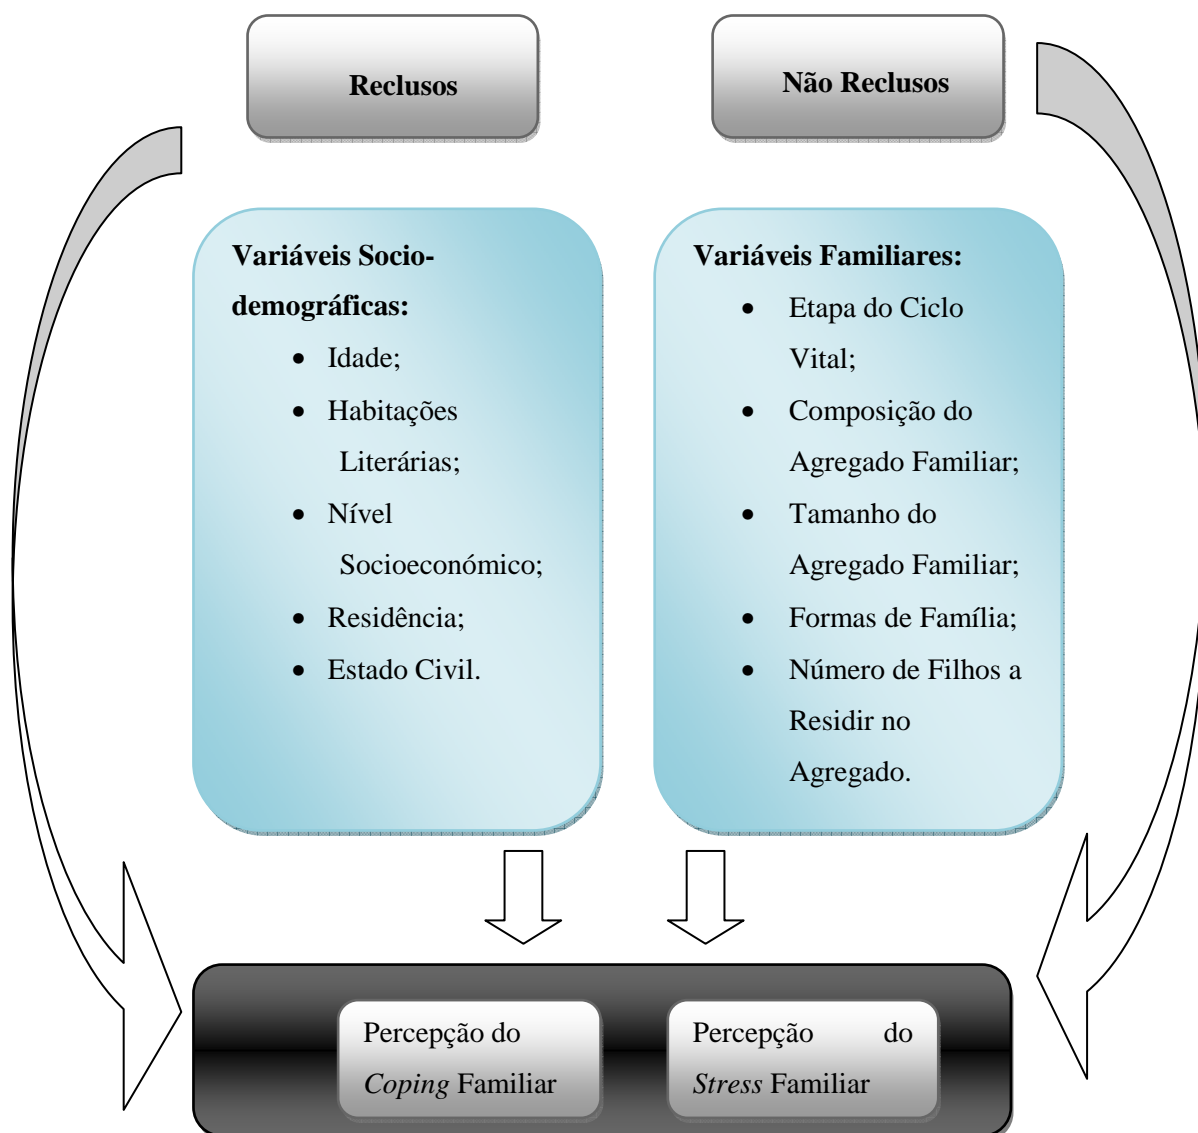 Reclusos
Não Reclusos
Variáveis Socio-
demográficas:
• Idade;
• Habitações
Literárias;
• Nível
Socioeconómico;
• Residência;
• Estado Civil.
Variáveis Familiares:
• Etapa do Ciclo
Vital;
• Composição do
Agregado Familiar;
• Tamanho do
Agregado Familiar;
• Formas de Família;
• Número de Filhos a
Residir no
Agregado.
Percepção do
Coping Familiar
Percepção do
Stress Familiar